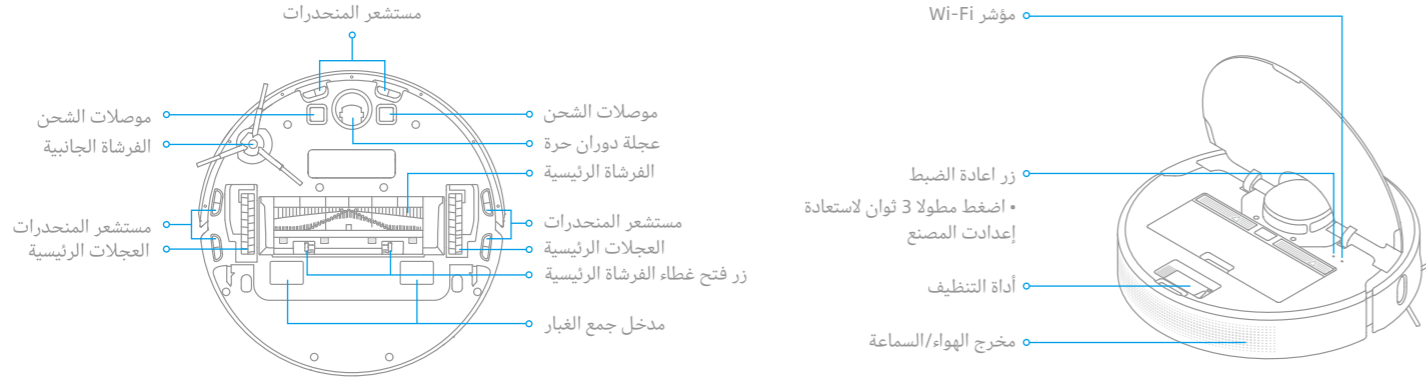 مؤشر Wi-Fi
زر اعادة الضبط
• اضغط مطولا 3 ثوان لاستعادة
إعدادت المصنع
أداة التنظيف
مخرج الهواء/السماعة
مستشعر المنحدرات
موصلات الشحن
عجلة دوران حرة
الفرشاة الرئيسية
مستشعر المنحدرات
العجلات الرئيسية
زر فتح غطاء الفرشاة الرئيسية
مدخل جمع الغبار
موصلات الشحن
الفرشاة الجانبية
مستشعر المنحدرات
العجلات الرئيسية